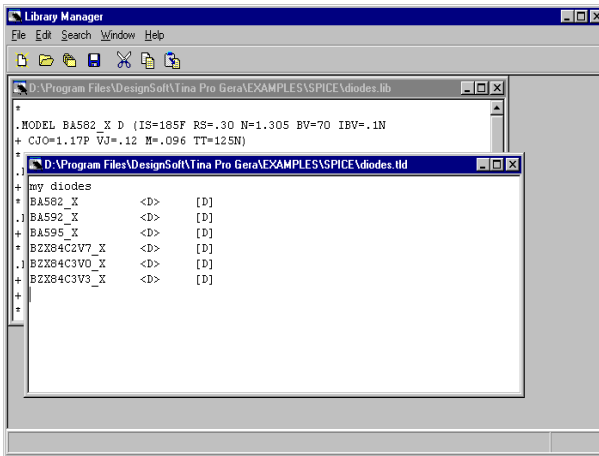 Library Manager
File Edit Search Window Help
D:\Program Files\DesignSoft\Tina Pro Gera\EXAMPLES\SPICE\diodes.lib
*
.MODEL BA582_X D (IS=185F RS=.30 N=1.305 BV=70 IBV=.1N
+ CJO=1.17P VJ=.12 M=.096 TT=125N)
*
D:\Program Files\DesignSoft\Tina Pro Gera\EXAMPLES\SPICE\diodes.tld
my diodes
BA582_X <D> [D]
BA592_X <D> [D]
BA595_X <D> [D]
BZX84C2V7_X <D> [D]
BZX84C3V0_X <D> [D]
BZX84C3V3_X <D> [D]